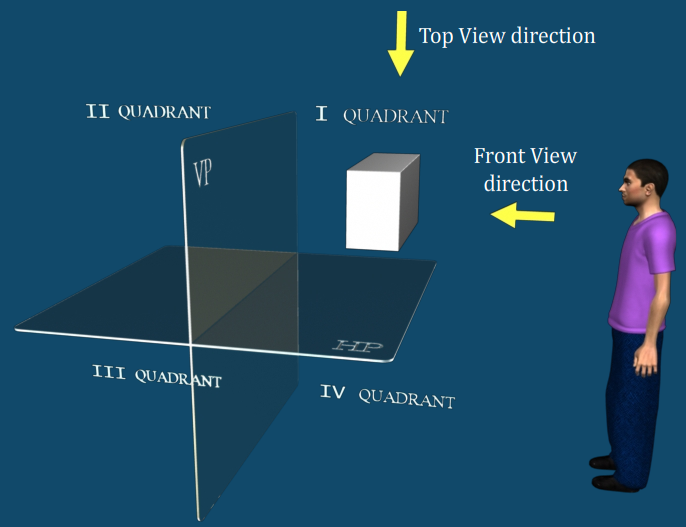 Top View direction
II QUADRANT
I QUADRANT
Front View
direction
VP
HP
III QUADRANT
IV QUADRANT